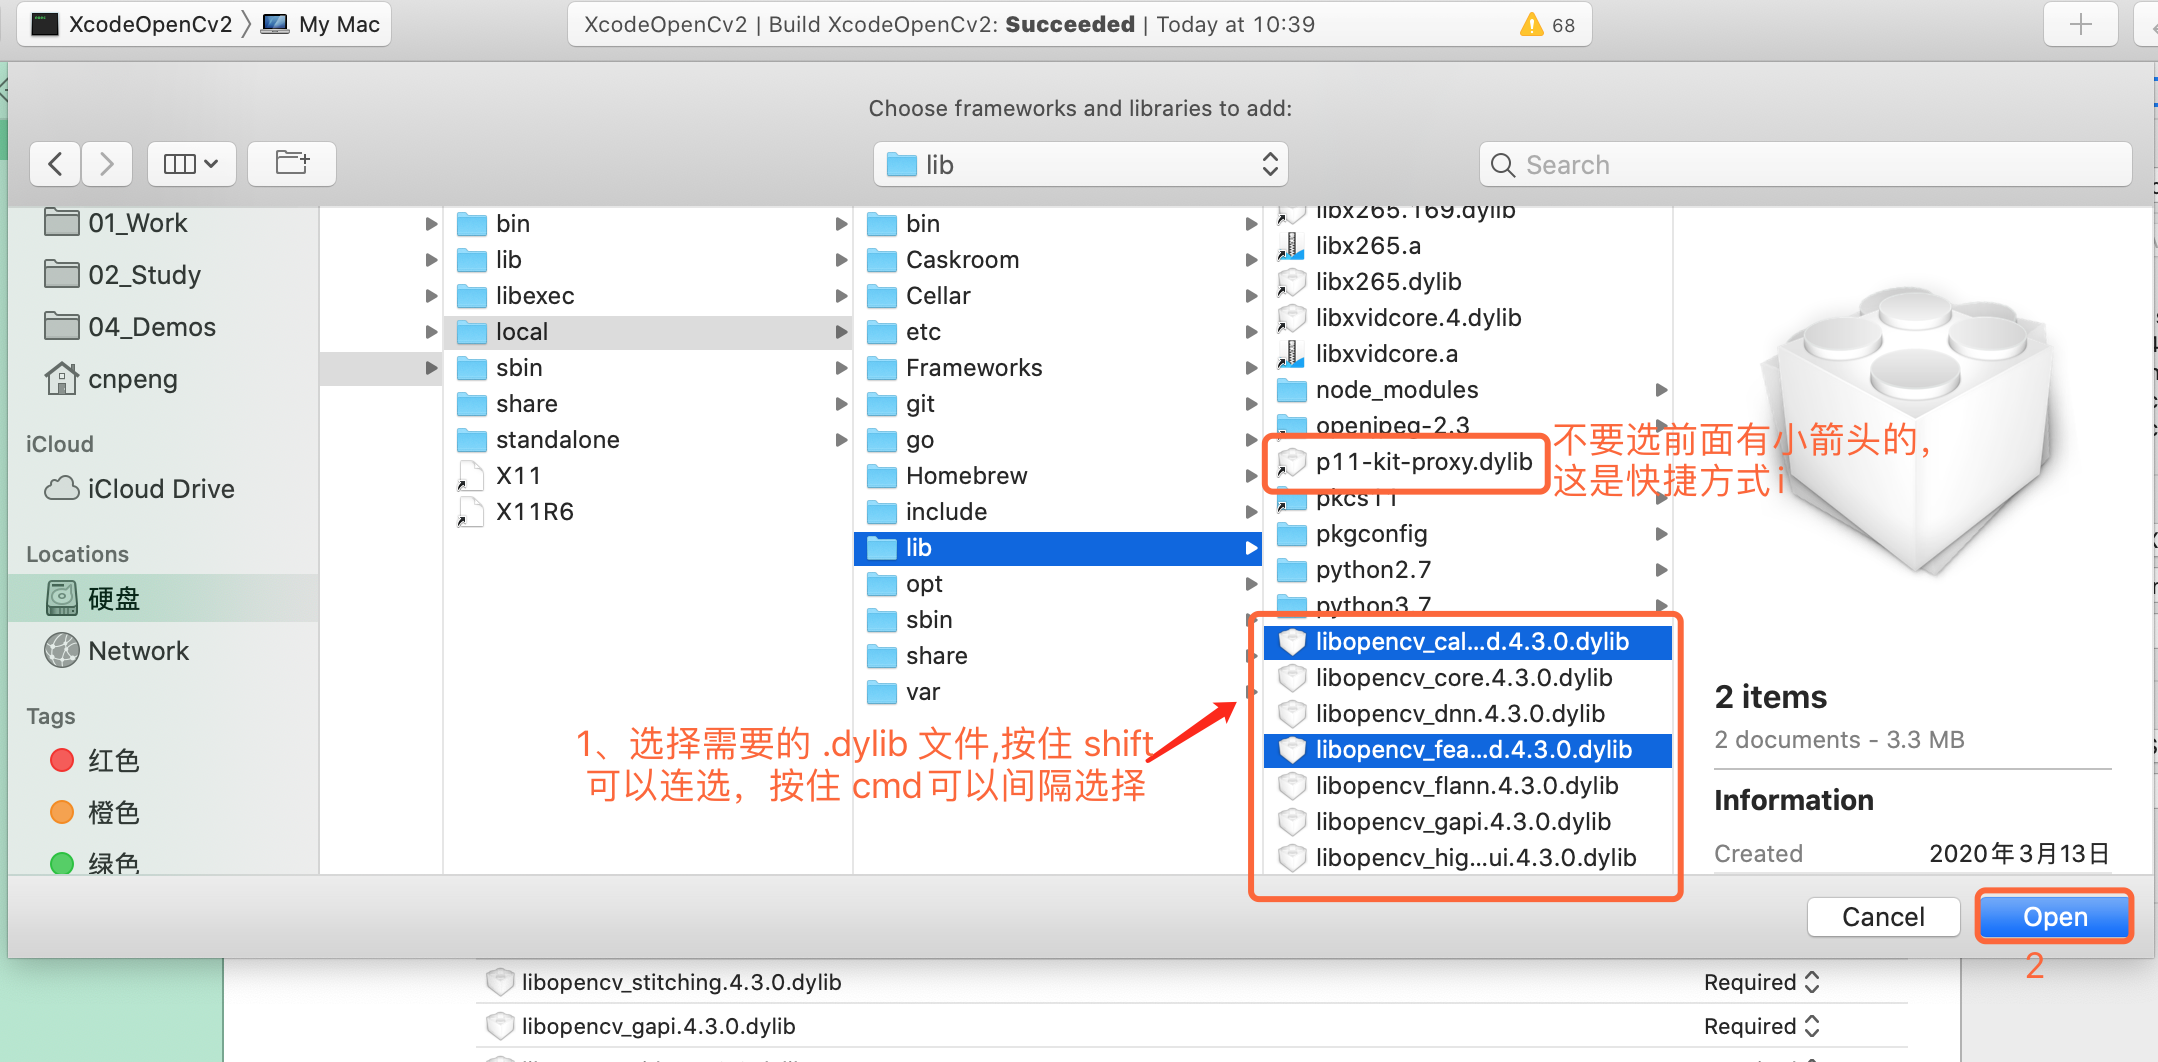 XcodeOpenCv2 〉 My Mac
XcodeOpenCv2 | Build XcodeOpenCv2: Succeeded | Today at 10:39
68
Choose frameworks and libraries to add:
lib
Search
01_Work
02_Study
04_Demos
cnpeng
iCloud
iCloud Drive
Locations
硬盘
Network
Tags
红色
橙色
绿色
bin
lib
libexec
local
sbin
share
standalone
X11
X11R6
bin
Caskroom
Cellar
etc
Frameworks
git
go
Homebrew
include
lib
opt
sbin
share
var
libx265.169.dylib
libx265.a
libx265.dylib
libxvidcore.4.dylib
libxvidcore.a
node_modules
openjpeg-2.3
p11-kit-proxy.dylib
pkcs11
pkgconfig
python2.7
python3.7
libopencv_cal...d.4.3.0.dylib
libopencv_core.4.3.0.dylib
libopencv_dnn.4.3.0.dylib
libopencv_fea...d.4.3.0.dylib
libopencv_flann.4.3.0.dylib
libopencv_gapi.4.3.0.dylib
libopencv_hig...ui.4.3.0.dylib
不要选前面有小箭头的，
这是快捷方式i
1、选择需要的 .dylib 文件,按住 shift
可以连选，按住 cmd可以间隔选择
2 items
2 documents - 3.3 MB
Information
Created 2020年3月13日
Cancel
Open
2
libopencv_stitching.4.3.0.dylib Required
libopencv_gapi.4.3.0.dylib Required